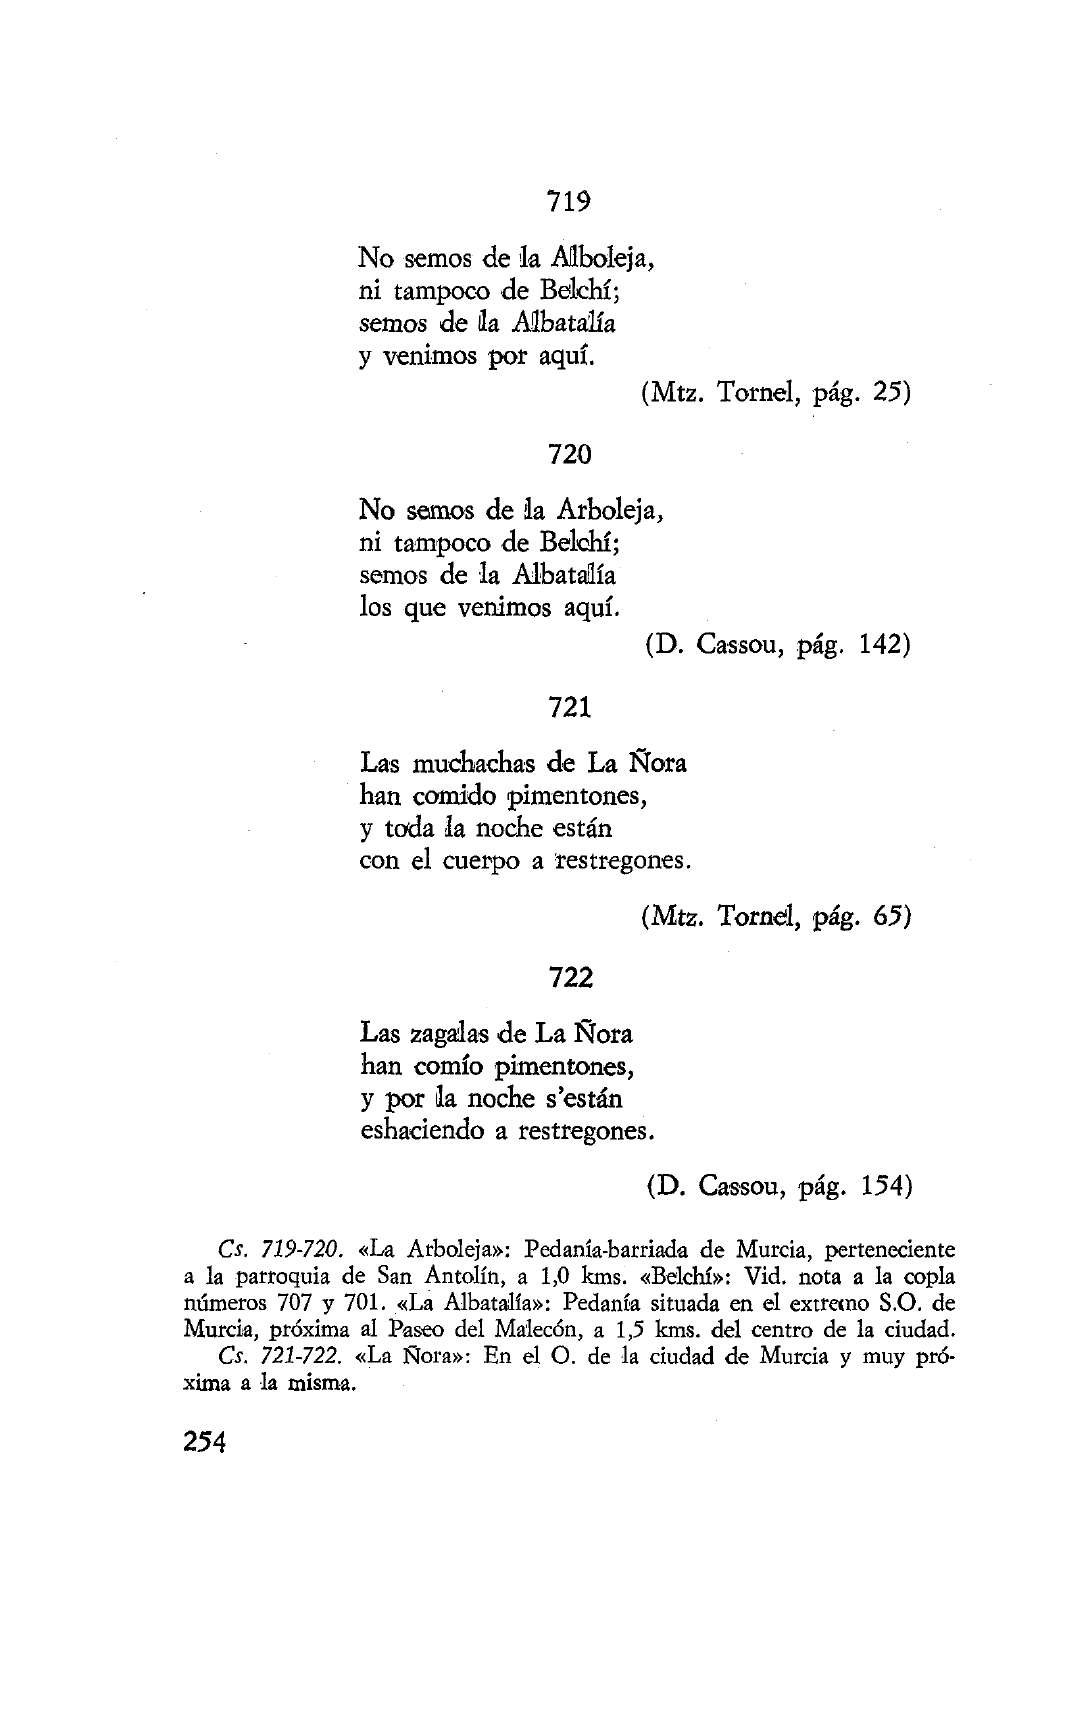 719
No semos de la Alboleja,
ni tampoco de Belchí;
semos de la Albatalía
y venimos por aquí.
(Mtz. Tornel, pág. 25)
720
No semos de la Arboleja,
ni tampoco de Belchí;
semos de la Albatalía
los que venimos aquí.
(D. Cassou, pág. 142)
721
Las muchachas de La Ñora
han comido pimentones,
y toda la noche están
con el cuerpo a restregones.
(Mtz. Tornel, pág. 65)
722
Las zagalas de La Ñora
han comío pimentones,
y por la noche s'están
eshaciendo a restregones.
(D. Cassou, pág. 154)
Cs. 719-720. «La Arboleja»: Pedanía-barriada de Murcia, perteneciente
a la parroquia de San Antolín, a 1,0 kms. «Belchí»: Vid. nota a la copla
números 707 y 701. «La Albatalía»: Pedanía situada en el extremo S.O. de
Murcia, próxima al Paseo del Malecón, a 1,5 kms. del centro de la ciudad.
Cs. 721-722. «La Ñora»: En el O. de la ciudad de Murcia y muy pró-
xima a la misma.
254